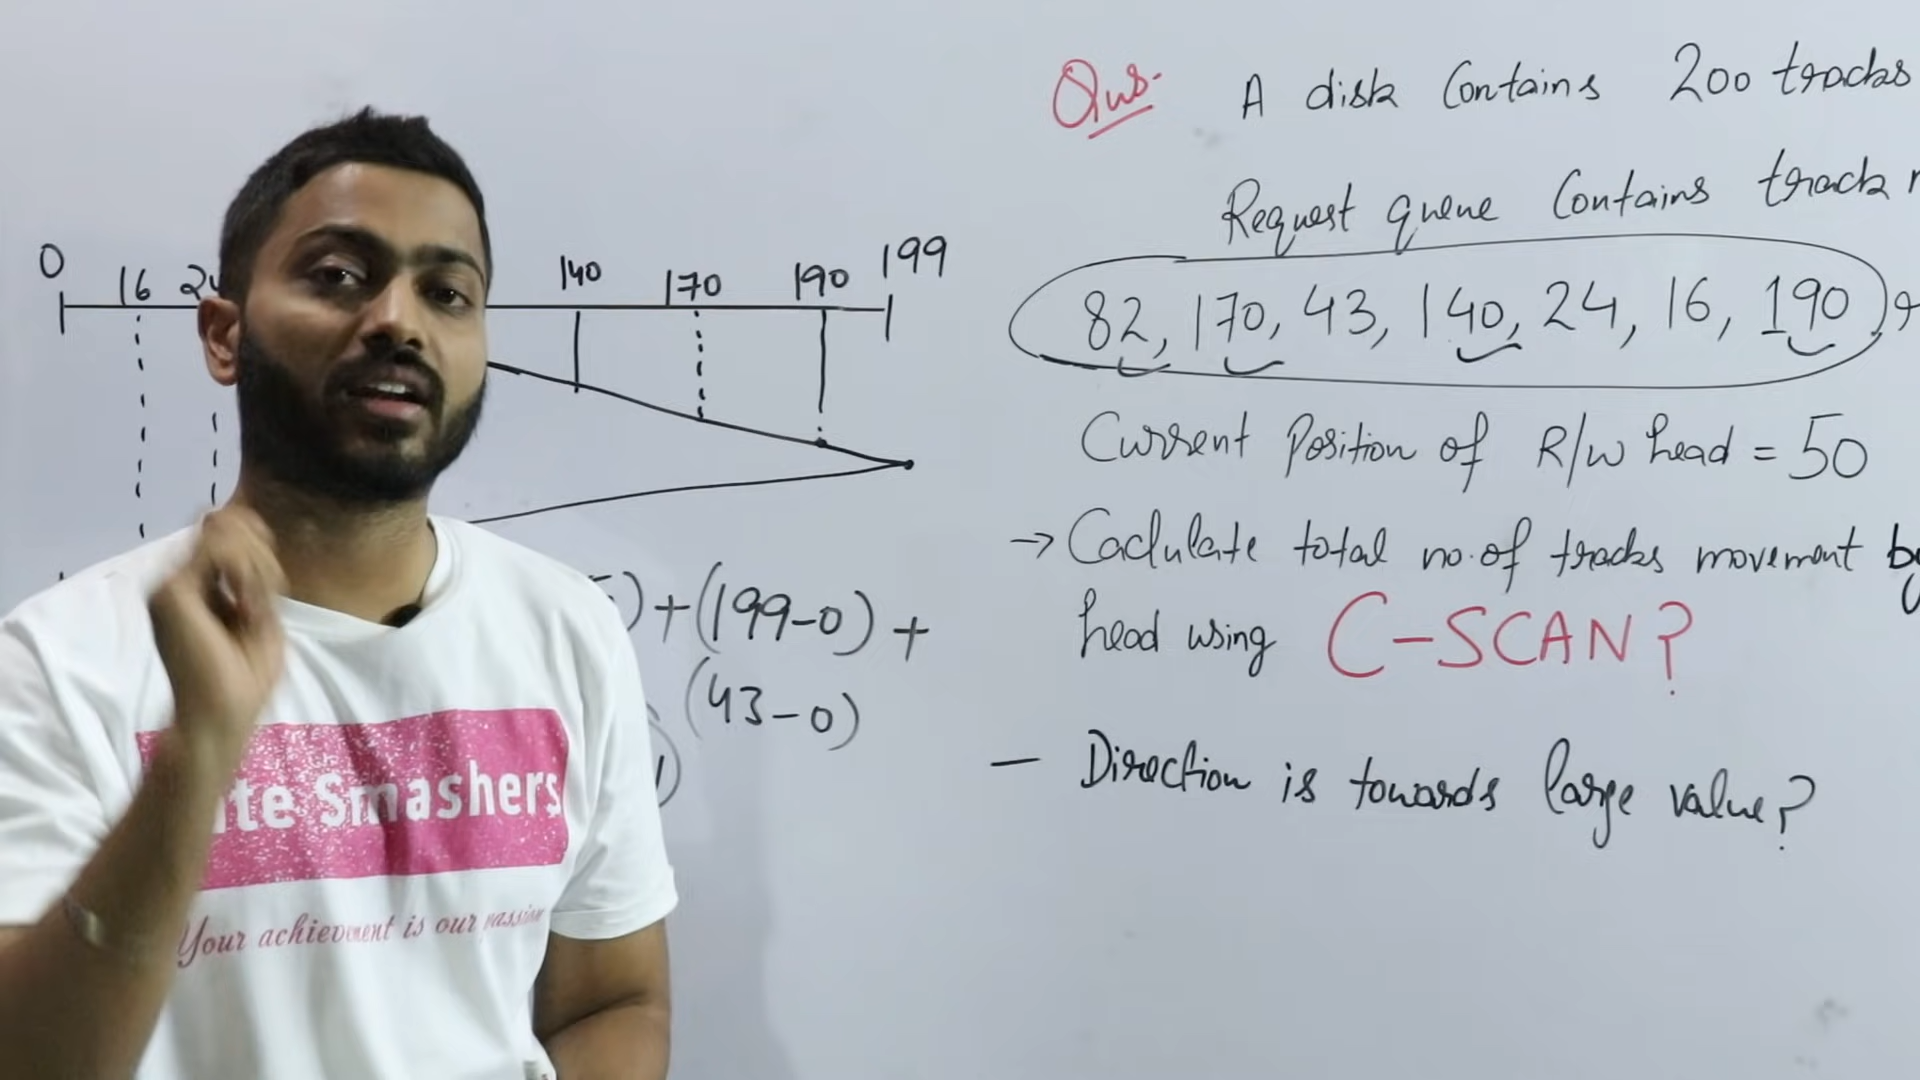 Qus. A disk Contains 200 tracks
Request queue Contains track
82, 170, 43, 140, 24, 16, 190
Current Position of R/w head = 50
→ Caclulate total no. of tracks movement by
head using C-SCAN?
— Direction is towards large value?
0 16 140 170 190 199
)+(199-0)+
(43-0)
te Smashers
Your achievement is our passion